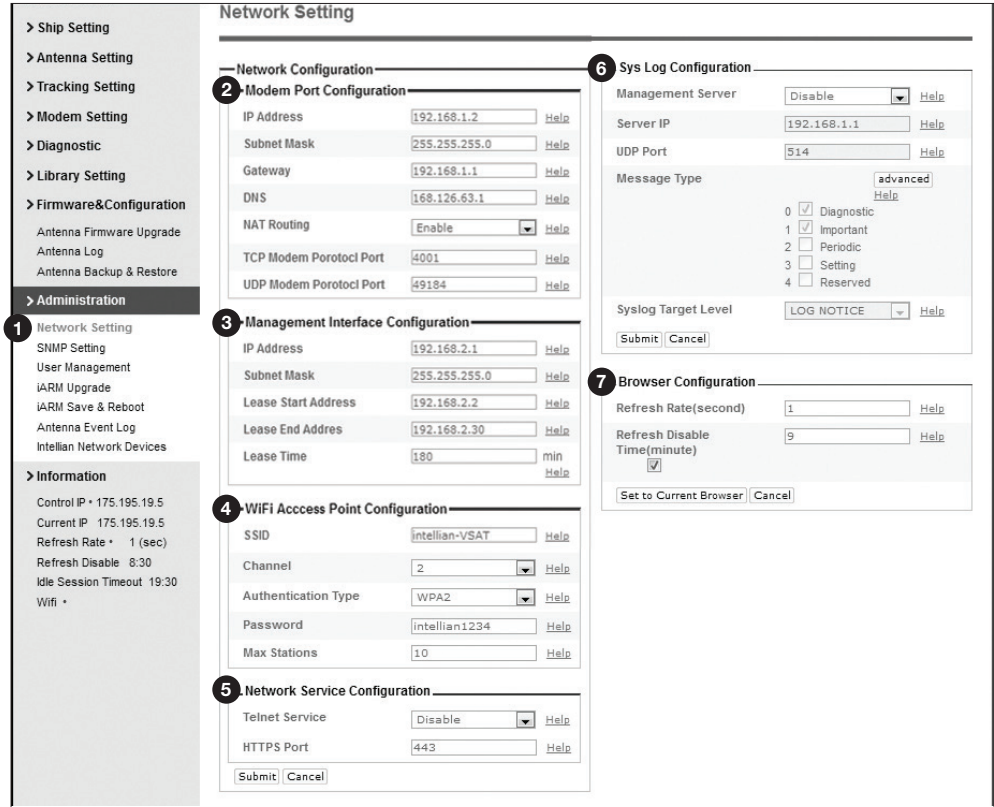 Network Setting
> Ship Setting
> Antenna Setting
> Tracking Setting
> Modem Setting
> Diagnostic
> Library Setting
> Firmware&Configuration
Antenna Firmware Upgrade
Antenna Log
Antenna Backup & Restore
> Administration
1 Network Setting
SNMP Setting
User Management
iARM Upgrade
iARM Save & Reboot
Antenna Event Log
Intellian Network Devices
> Information
Control IP • 175.195.19.5
Current IP 175.195.19.5
Refresh Rate • 1 (sec)
Refresh Disable 8:30
Idle Session Timeout 19:30
Wifi •
Network Configuration
2 Modem Port Configuration
IP Address 192.168.1.2 Help
Subnet Mask 255.255.255.0 Help
Gateway 192.168.1.1 Help
DNS 168.126.63.1 Help
NAT Routing Enable Help
TCP Modem Porotocl Port 4001 Help
UDP Modem Porotocl Port 49184 Help
3 Management Interface Configuration
IP Address 192.168.2.1 Help
Subnet Mask 255.255.255.0 Help
Lease Start Address 192.168.2.2 Help
Lease End Addres 192.168.2.30 Help
Lease Time 180 min
Help
4 WiFi Acccess Point Configuration
SSID intellian-VSAT Help
Channel 2 Help
Authentication Type WPA2 Help
Password intellian1234 Help
Max Stations 10 Help
5 Network Service Configuration
Telnet Service Disable Help
HTTPS Port 443 Help
Submit Cancel
6 Sys Log Configuration
Management Server Disable Help
Server IP 192.168.1.1 Help
UDP Port 514 Help
Message Type advanced
Help
0 Diagnostic
1 Important
2 Periodic
3 Setting
4 Reserved
Syslog Target Level LOG NOTICE Help
Submit Cancel
7 Browser Configuration
Refresh Rate(second) 1 Help
Refresh Disable 9 Help
Time(minute)
Set to Current Browser Cancel